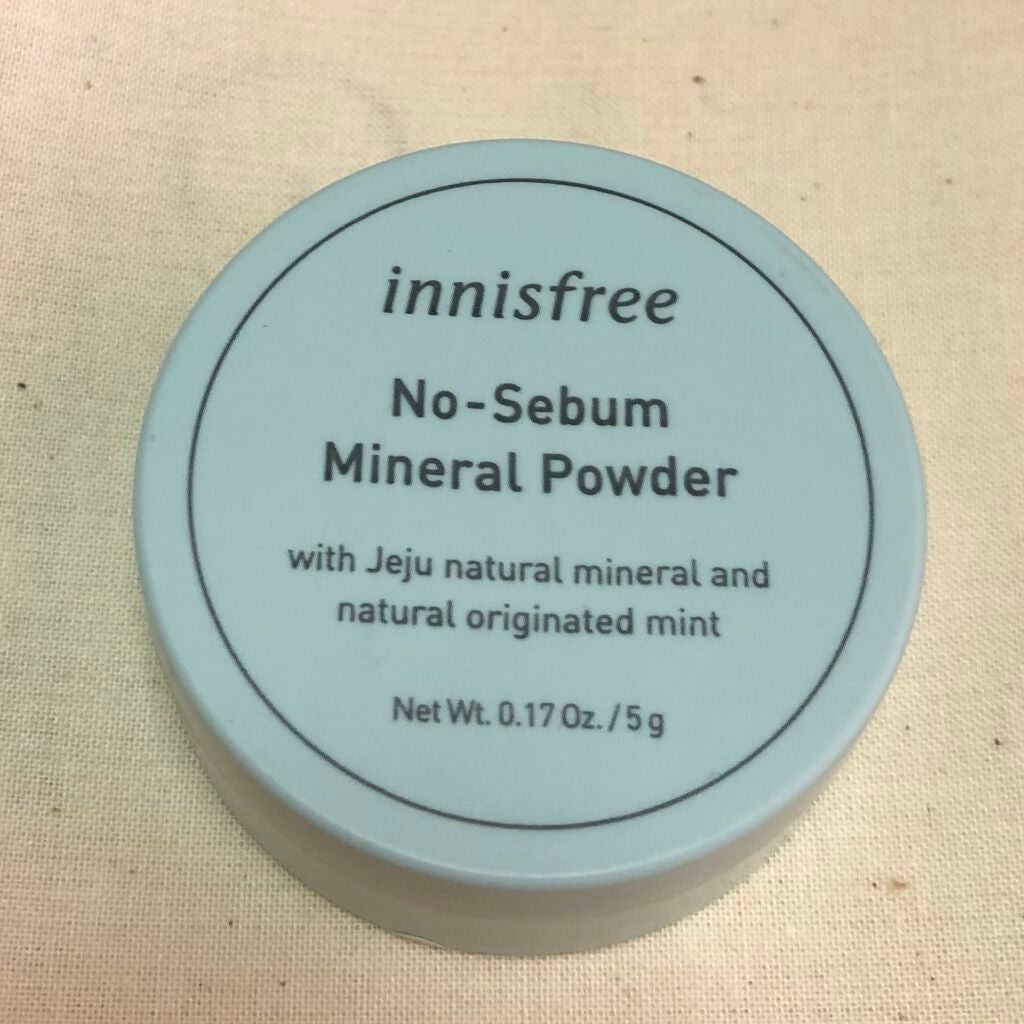 innisfree
No-Sebum
Mineral Powder
with Jeju natural mineral and
natural originated mint
Net Wt. 0.17 Oz. / 5 g